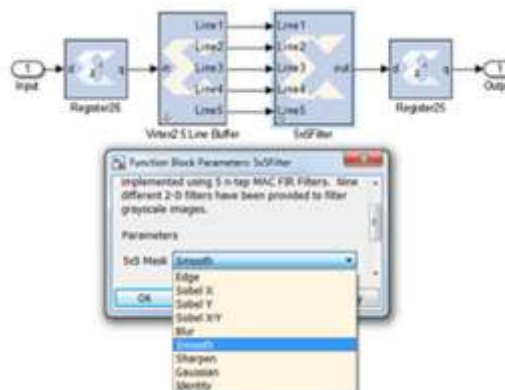 Line1
Line2
Line3
Line4
Line5
Line1
Line2
Line3
Line4
Line5
1
Input
d
q
Register26
in
Virtex2 5 Line Buffer
out
5x5Filter
d
q
Register25
1
Outp
Function Block Parameters: 5x5Filter
implemented using 5 n-tap MAC FIR Filters. Nine
different 2-D filters have been provided to filter
grayscale images.
Parameters
5x5 Mask Smooth
OK
Edge
Sobel X
Sobel Y
Sobel X-Y
Blur
Smooth
Sharpen
Gaussian
Identity